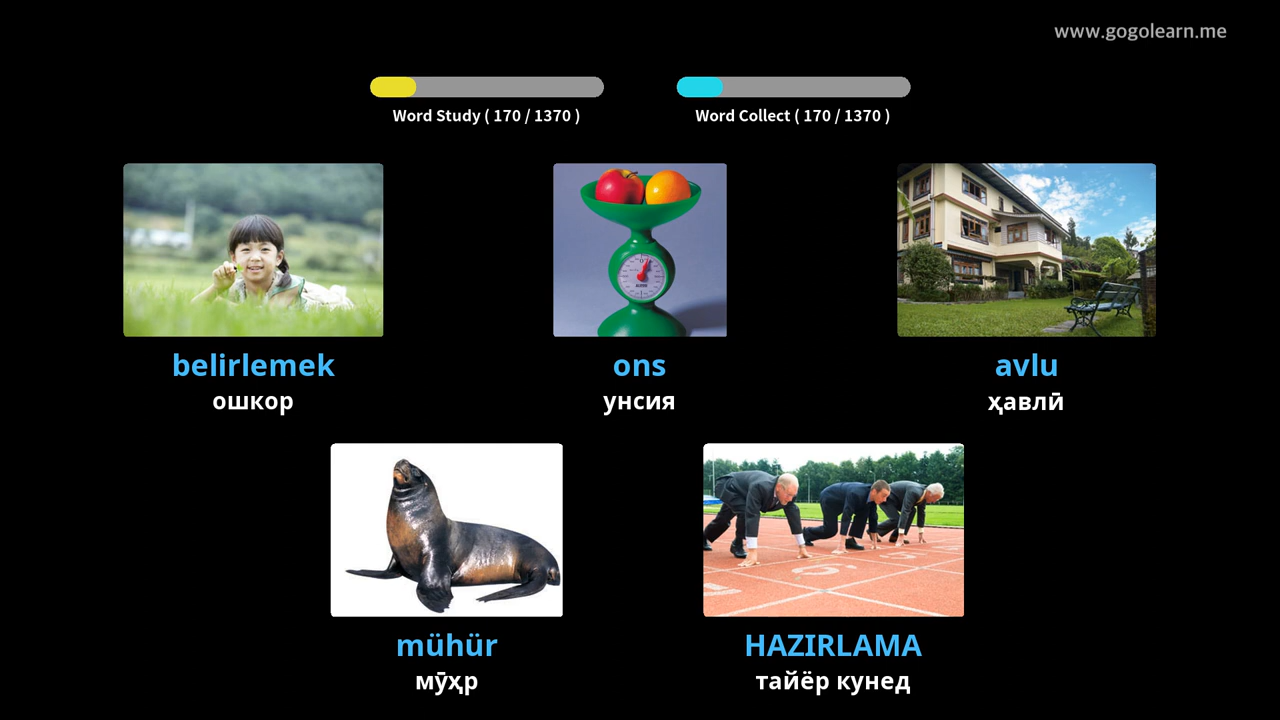 www.gogolearn.me
Word Study ( 170 / 1370 )
Word Collect ( 170 / 1370 )
belirlemek
ошкор
ons
унсия
avlu
ҳавлӣ
mühür
мӯҳр
HAZIRLAMA
тайёр кунед